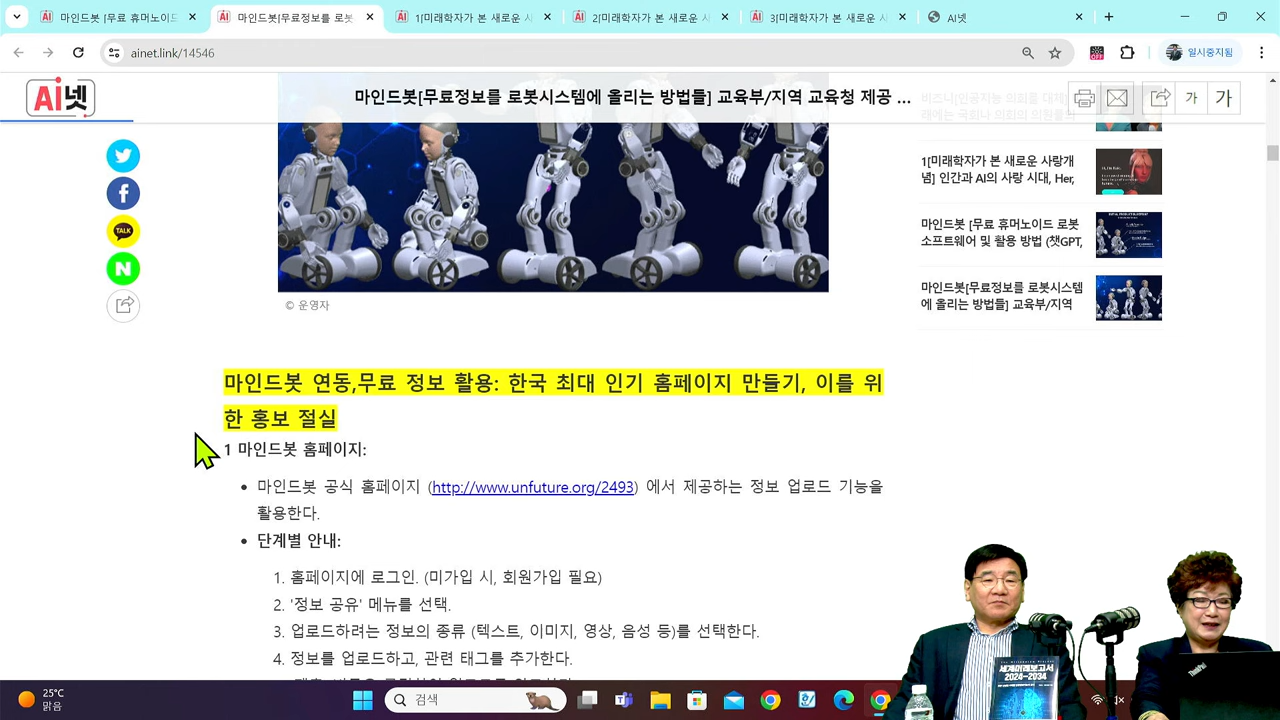 마인드봇 [무료 휴머노이드
마인드봇[무료정보를 로봇
1[미래학자가 본 새로운 사
2[미래학자가 본 새로운 사
3[미래학자가 본 새로운 사
AI넷
ainet.link/14546
OFF
일시중지됨
Ai넷
마인드봇[무료정보를 로봇시스템에 올리는 방법들] 교육부/지역 교육청 제공 ...
가 가
TALK
N
© 운영자
1[미래학자가 본 새로운 사랑개
념] 인간과 AI의 사랑 시대, Her,
마인드봇 [무료 휴머노이드 로봇
소프트웨어 및 활용 방법 (챗GPT,
마인드봇[무료정보를 로봇시스템
에 올리는 방법들] 교육부/지역
마인드봇 연동,무료 정보 활용: 한국 최대 인기 홈페이지 만들기, 이를 위
한 홍보 절실
1 마인드봇 홈페이지:
마인드봇 공식 홈페이지 (http://www.unfuture.org/2493) 에서 제공하는 정보 업로드 기능을
활용한다.
단계별 안내:
1. 홈페이지에 로그인. (미가입 시, 회원가입 필요)
2. '정보 공유' 메뉴를 선택.
3. 업로드하려는 정보의 종류 (텍스트, 이미지, 영상, 음성 등)를 선택한다.
4. 정보를 업로드하고, 관련 태그를 추가한다.
세계미래보고서
2024-2034
ThinkPad
25°C
맑음
검색